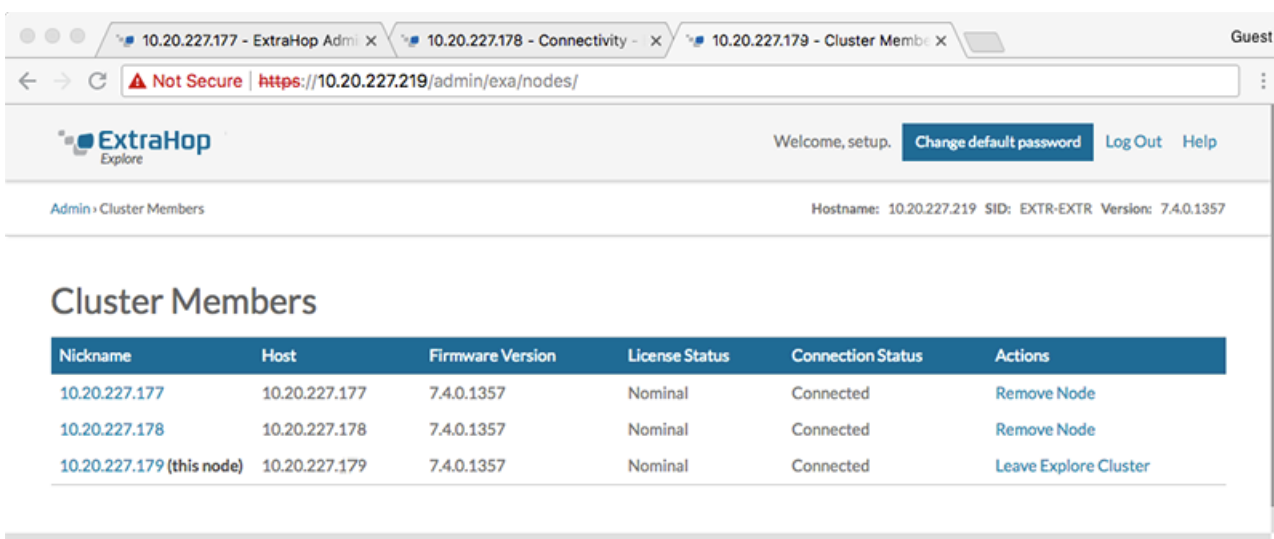 10.20.227.177 - ExtraHop Admi 10.20.227.178 - Connectivity - 10.20.227.179 - Cluster Membe Guest
Not Secure | https://10.20.227.219/admin/exa/nodes/
ExtraHop
Explore
Welcome, setup. Change default password Log Out Help
Admin › Cluster Members Hostname: 10.20.227.219 SID: EXTR-EXTR Version: 7.4.0.1357
Cluster Members
Nickname Host Firmware Version License Status Connection Status Actions
10.20.227.177 10.20.227.177 7.4.0.1357 Nominal Connected Remove Node
10.20.227.178 10.20.227.178 7.4.0.1357 Nominal Connected Remove Node
10.20.227.179 (this node) 10.20.227.179 7.4.0.1357 Nominal Connected Leave Explore Cluster